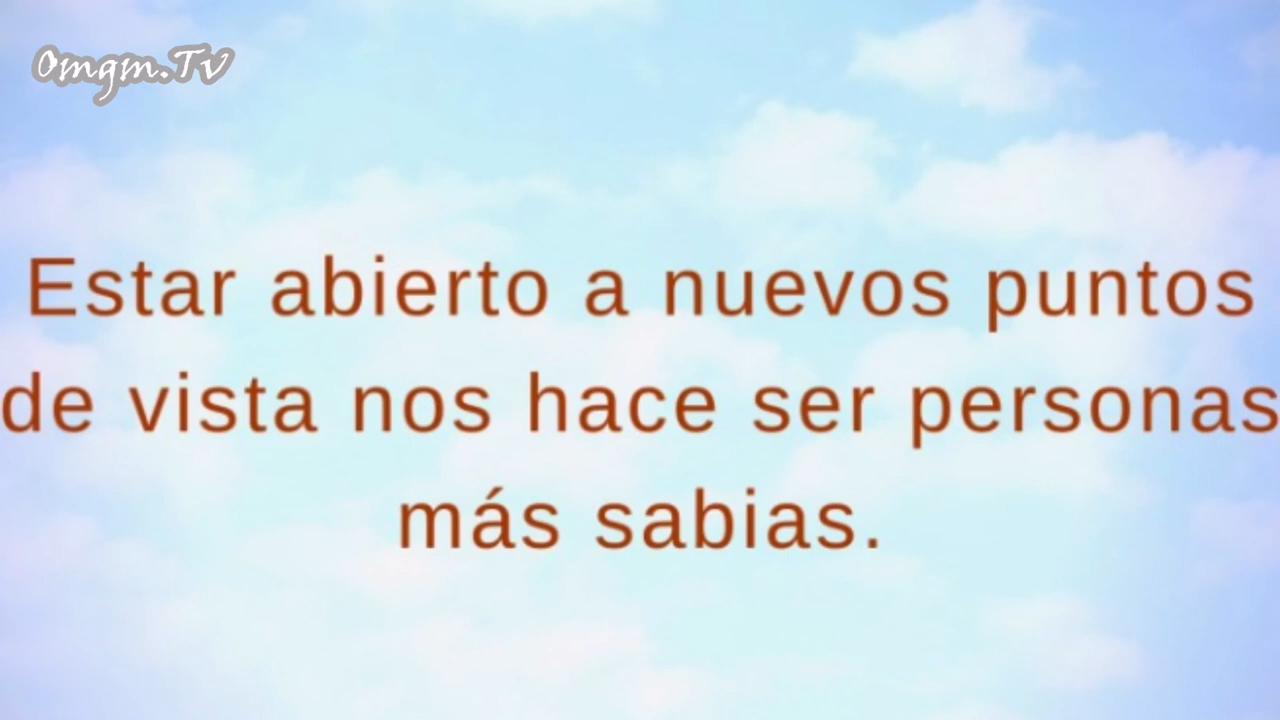 Omgm.Tv
Estar abierto a nuevos puntos
de vista nos hace ser personas
más sabias.